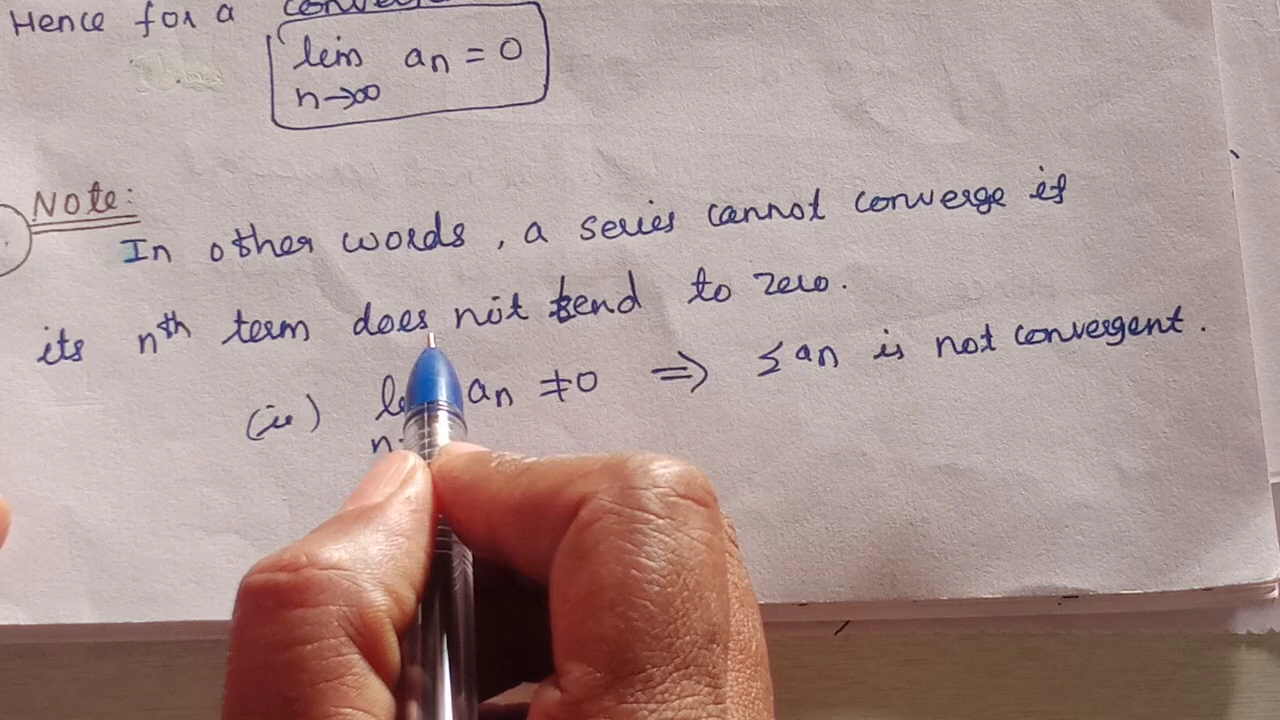 Hence for a
lim an = 0
n→∞
Note:
In other words, a series cannot converge if
its nth term does not tend to zero.
(ie) an ≠0 ⇒ Σan is not convergent.
n